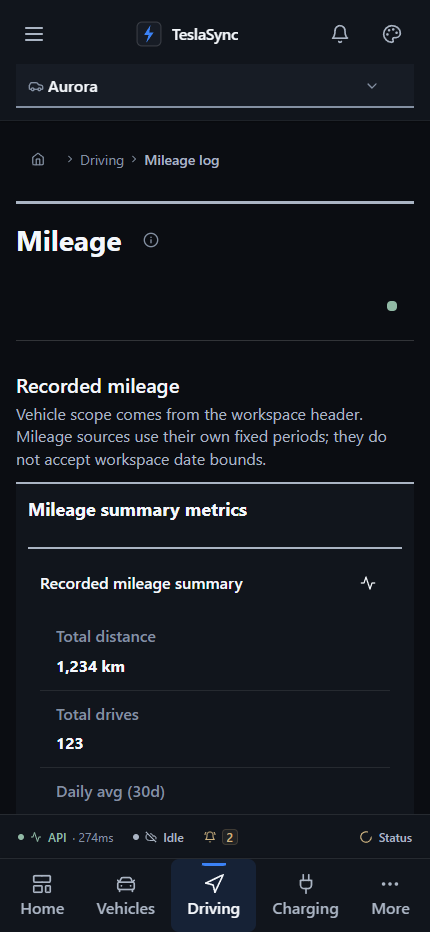 TeslaSync
Aurora
Driving
Mileage log
Mileage
Recorded mileage
Vehicle scope comes from the workspace header.
Mileage sources use their own fixed periods; they do
not accept workspace date bounds.
Mileage summary metrics
Recorded mileage summary
Total distance
1,234 km
Total drives
123
Daily avg (30d)
API · 274ms Idle 2 Status
Home Vehicles Driving Charging More